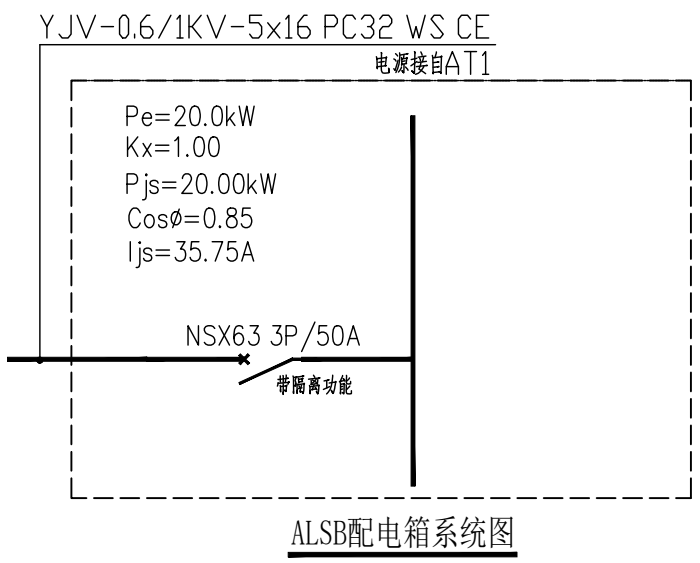 YJV-0.6/1KV-5x16 PC32 WS CE
电源接自AT1
Pe=20.0kW
Kx=1.00
Pjs=20.00kW
Cosø=0.85
Ijs=35.75A
NSX63 3P/50A
带隔离功能
ALSB配电箱系统图